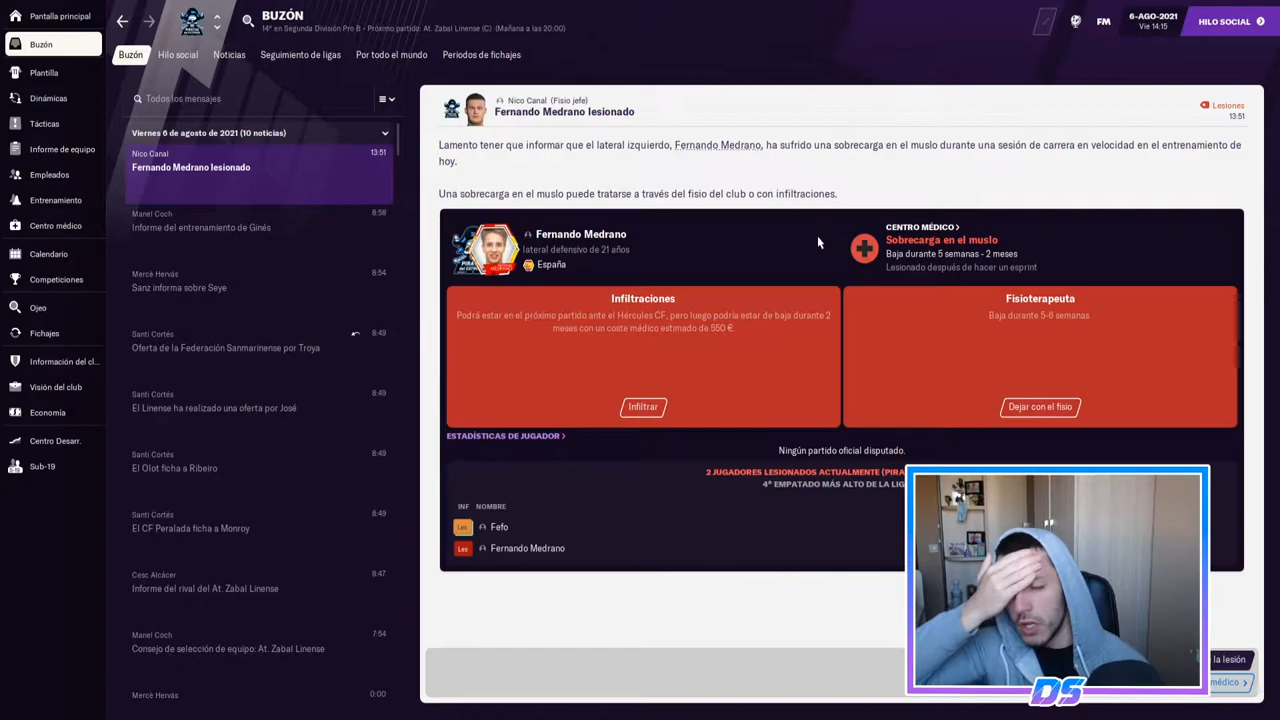 Pantalla principal
Buzón
Plantilla
Dinámicas
Tácticas
Informe de equipo
Empleados
Entrenamiento
Centro médico
Calendario
Competiciones
Ojeo
Fichajes
Información del cl...
Visión del club
Economía
Centro Desarr.
Sub-19
BUZÓN
14º en Segunda División Pro B - Próximo partido: At. Zabal Linense (C) (Mañana a las 20:00)
FM
6-AGO-2021
Vie 14:15
HILO SOCIAL
Buzón
Hilo social
Noticias
Seguimiento de ligas
Por todo el mundo
Periodos de fichajes
Todos los mensajes
Viernes 6 de agosto de 2021 (10 noticias)
Nico Canal 13:51
Fernando Medrano lesionado
Manel Coch 8:58
Informe del entrenamiento de Ginés
Mercè Hervás 8:54
Sanz informa sobre Seye
Santi Cortés 8:49
Oferta de la Federación Sanmarinense por Troya
Santi Cortés 8:49
El Linense ha realizado una oferta por José
Santi Cortés 8:49
El Olot ficha a Ribeiro
Santi Cortés 8:49
El CF Peralada ficha a Monroy
Cesc Alcácer 8:47
Informe del rival del At. Zabal Linense
Manel Coch 7:54
Consejo de selección de equipo: At. Zabal Linense
Mercè Hervás 0:00
Nico Canal (Fisio jefe)
Fernando Medrano lesionado
Lesiones
13:51
Lamento tener que informar que el lateral izquierdo, Fernando Medrano, ha sufrido una sobrecarga en el muslo durante una sesión de carrera en velocidad en el entrenamiento de
hoy.
Una sobrecarga en el muslo puede tratarse a través del fisio del club o con infiltraciones.
Fernando Medrano
lateral defensivo de 21 años
España
CENTRO MÉDICO
Sobrecarga en el muslo
Baja durante 5 semanas - 2 meses
Lesionado después de hacer un esprint
Infiltraciones
Podrá estar en el próximo partido ante el Hércules CF, pero luego podría estar de baja durante 2
meses con un coste médico estimado de 550 €.
Infiltrar
Fisioterapeuta
Baja durante 5-6 semanas
Dejar con el fisio
ESTADÍSTICAS DE JUGADOR
Ningún partido oficial disputado.
2 JUGADORES LESIONADOS ACTUALMENTE (PIRA
4º EMPATADO MÁS ALTO DE LA LIG
INF NOMBRE
Les Fefo
Les Fernando Medrano
la lesión
médico
DS